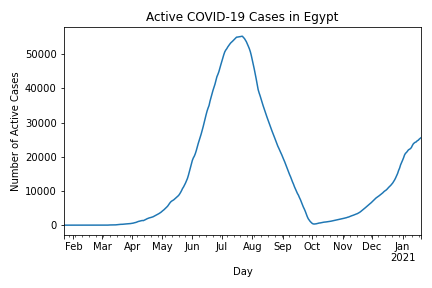 Active COVID-19 Cases in Egypt
Number of Active Cases
50000
40000
30000
20000
10000
0
Feb Mar Apr May Jun Jul Aug Sep Oct Nov Dec Jan
2021
Day